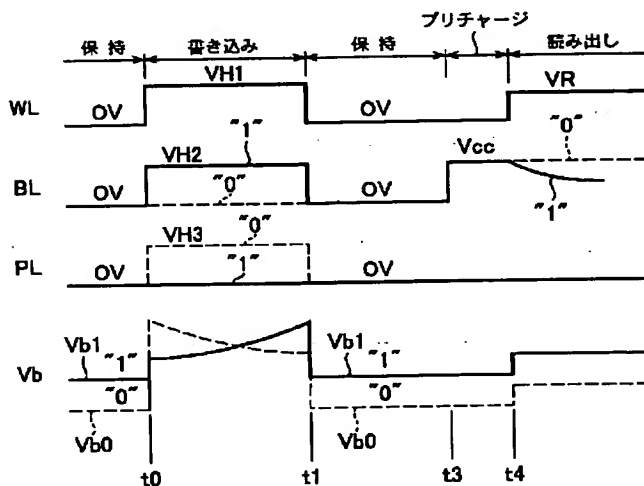 プリチャージ
保持 書き込み 保持 読み出し
WL 0V VH1 VR
BL 0V VH2 "1" "0" 0V Vcc "0" "1"
PL 0V VH3 "0" "1" 0V
Vb Vb1 "1" "0" Vb0 Vb1 "1" "0" Vb0
t0 t1 t3 t4